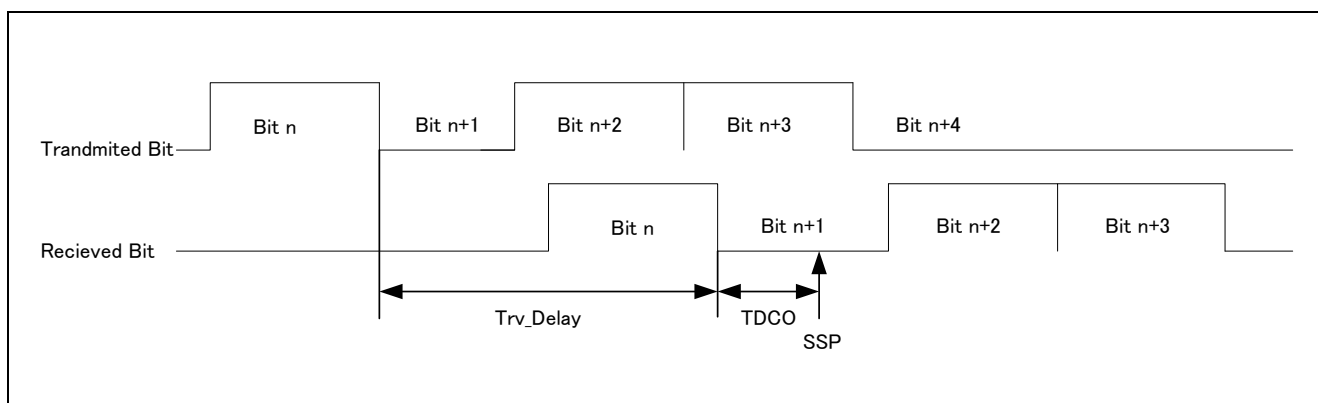 Bit n
Bit n+1
Bit n+2
Bit n+3
Bit n+4
Trandmited Bit
Bit n
Bit n+1
Bit n+2
Bit n+3
Recieved Bit
Trv_Delay
TDCO
SSP